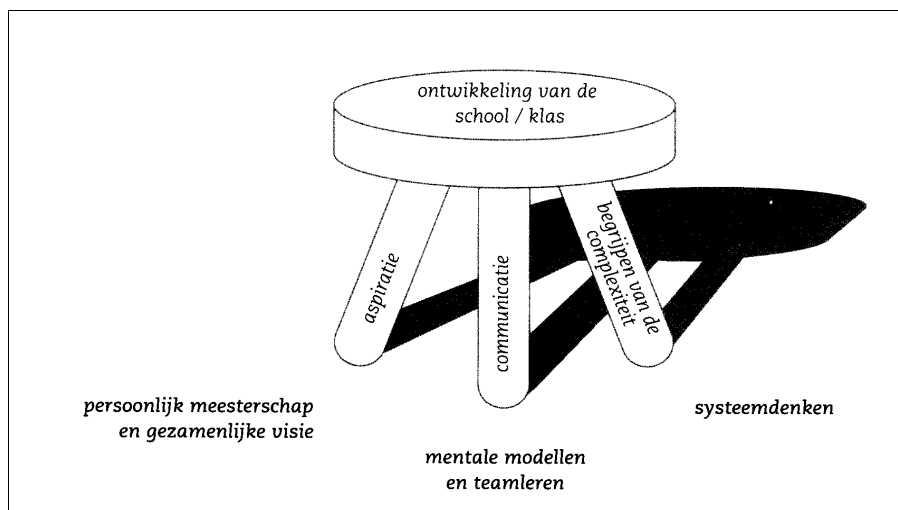 ontwikkeling van de
school / klas
aspiratie
communicatie
begrijpen van de
complexiteit
persoonlijk meesterschap
en gezamenlijke visie
mentale modellen
en teamleren
systeemdenken